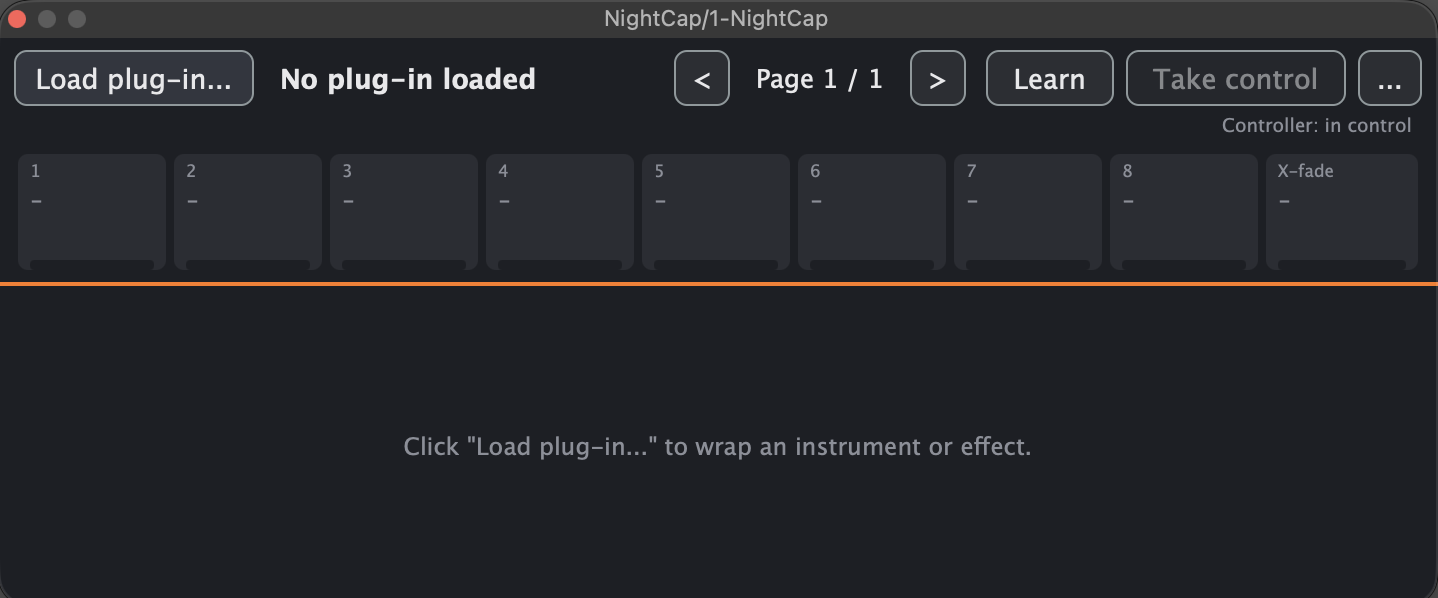 NightCap/1-NightCap
Load plug-in... No plug-in loaded < Page 1 / 1 > Learn Take control ...
Controller: in control
1 2 3 4 5 6 7 8 X-fade
– – – – – – – – –
Click "Load plug-in..." to wrap an instrument or effect.